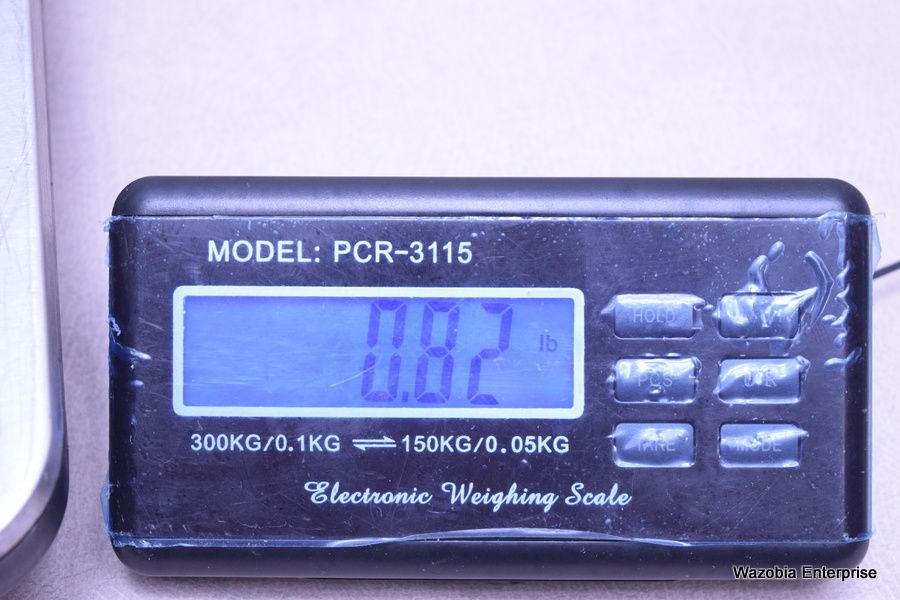 MODEL: PCR-3115
0.82 lb
300KG/0.1KG ⇌ 150KG/0.05KG
Electronic Weighing Scale
HOLD
PCS
TARE MODE
Wazobia Enterprise